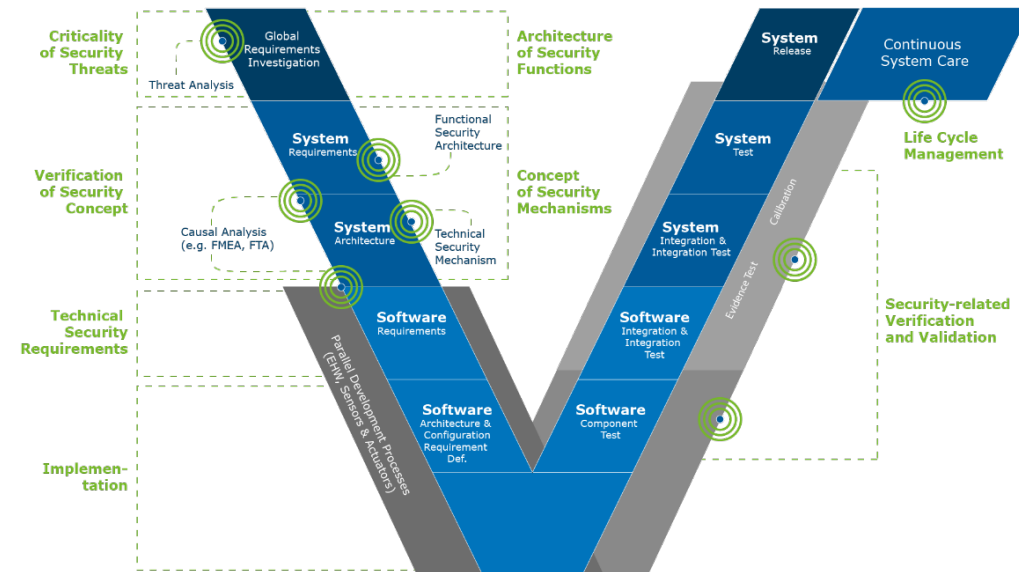 Criticality
of Security
Threats
Threat Analysis
Global
Requirements
Investigation
Architecture
of Security
Functions
Verification
of Security
Concept
System
Requirements
Functional
Security
Architecture
Causal Analysis
(e.g. FMEA, FTA)
System
Architecture
Technical
Security
Mechanism
Concept
of Security
Mechanisms
Technical
Security
Requirements
Software
Requirements
Parallel Development Processes
(EHW, Sensors & Actuators)
Implemen-
tation
Software
Architecture &
Configuration
Requirement
Def.
System
Release
Continuous
System Care
Life Cycle
Management
System
Test
Calibration
System
Integration &
Integration Test
Evidence Test
Software
Integration &
Integration
Test
Security-related
Verification
and Validation
Software
Component
Test